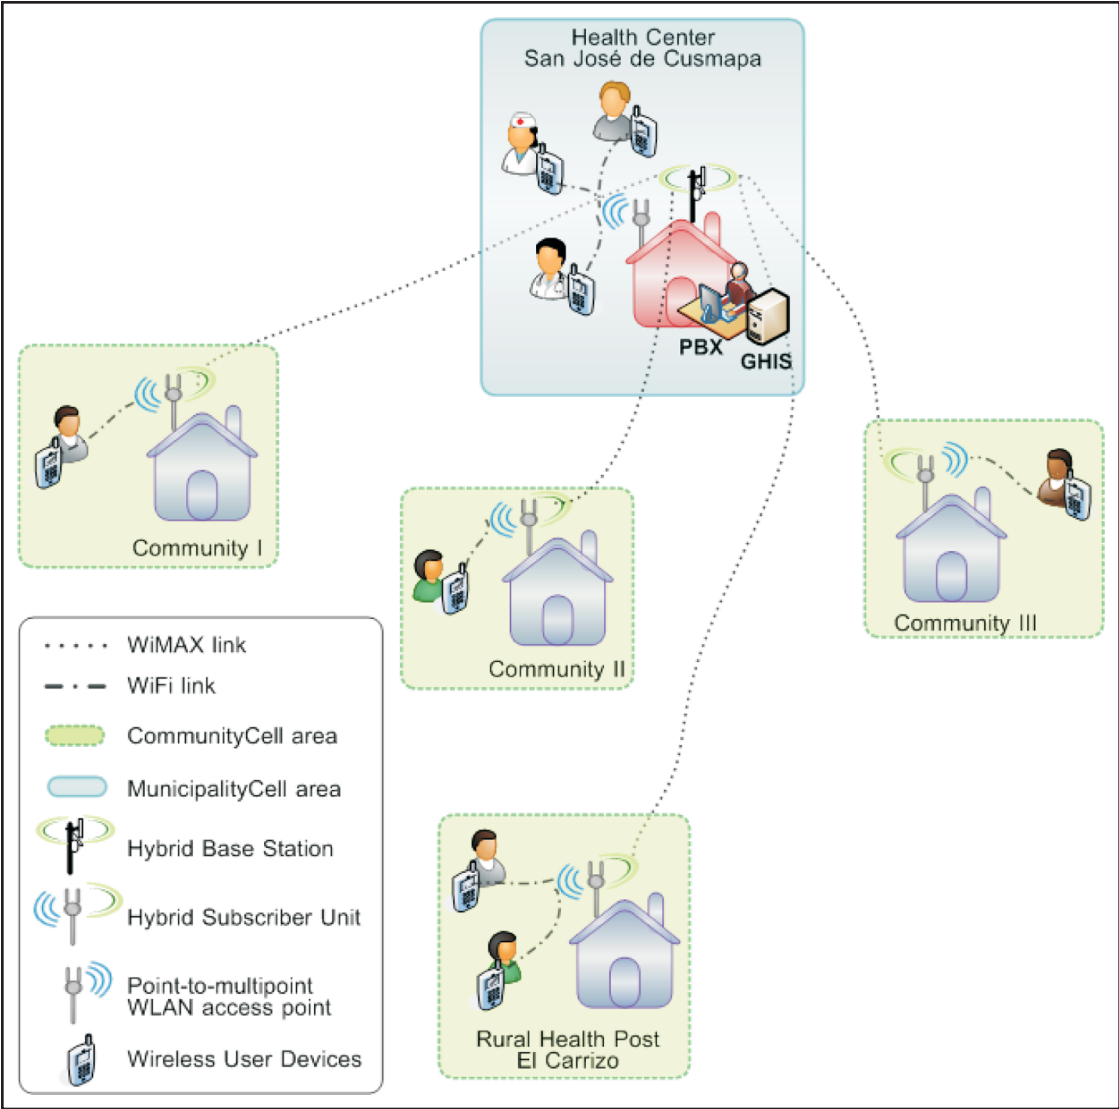 Health Center
San José de Cusmapa
PBX
GHIS
Community I
Community II
Community III
WiMAX link
WiFi link
CommunityCell area
MunicipalityCell area
Hybrid Base Station
Hybrid Subscriber Unit
Point-to-multipoint
WLAN access point
Wireless User Devices
Rural Health Post
El Carrizo